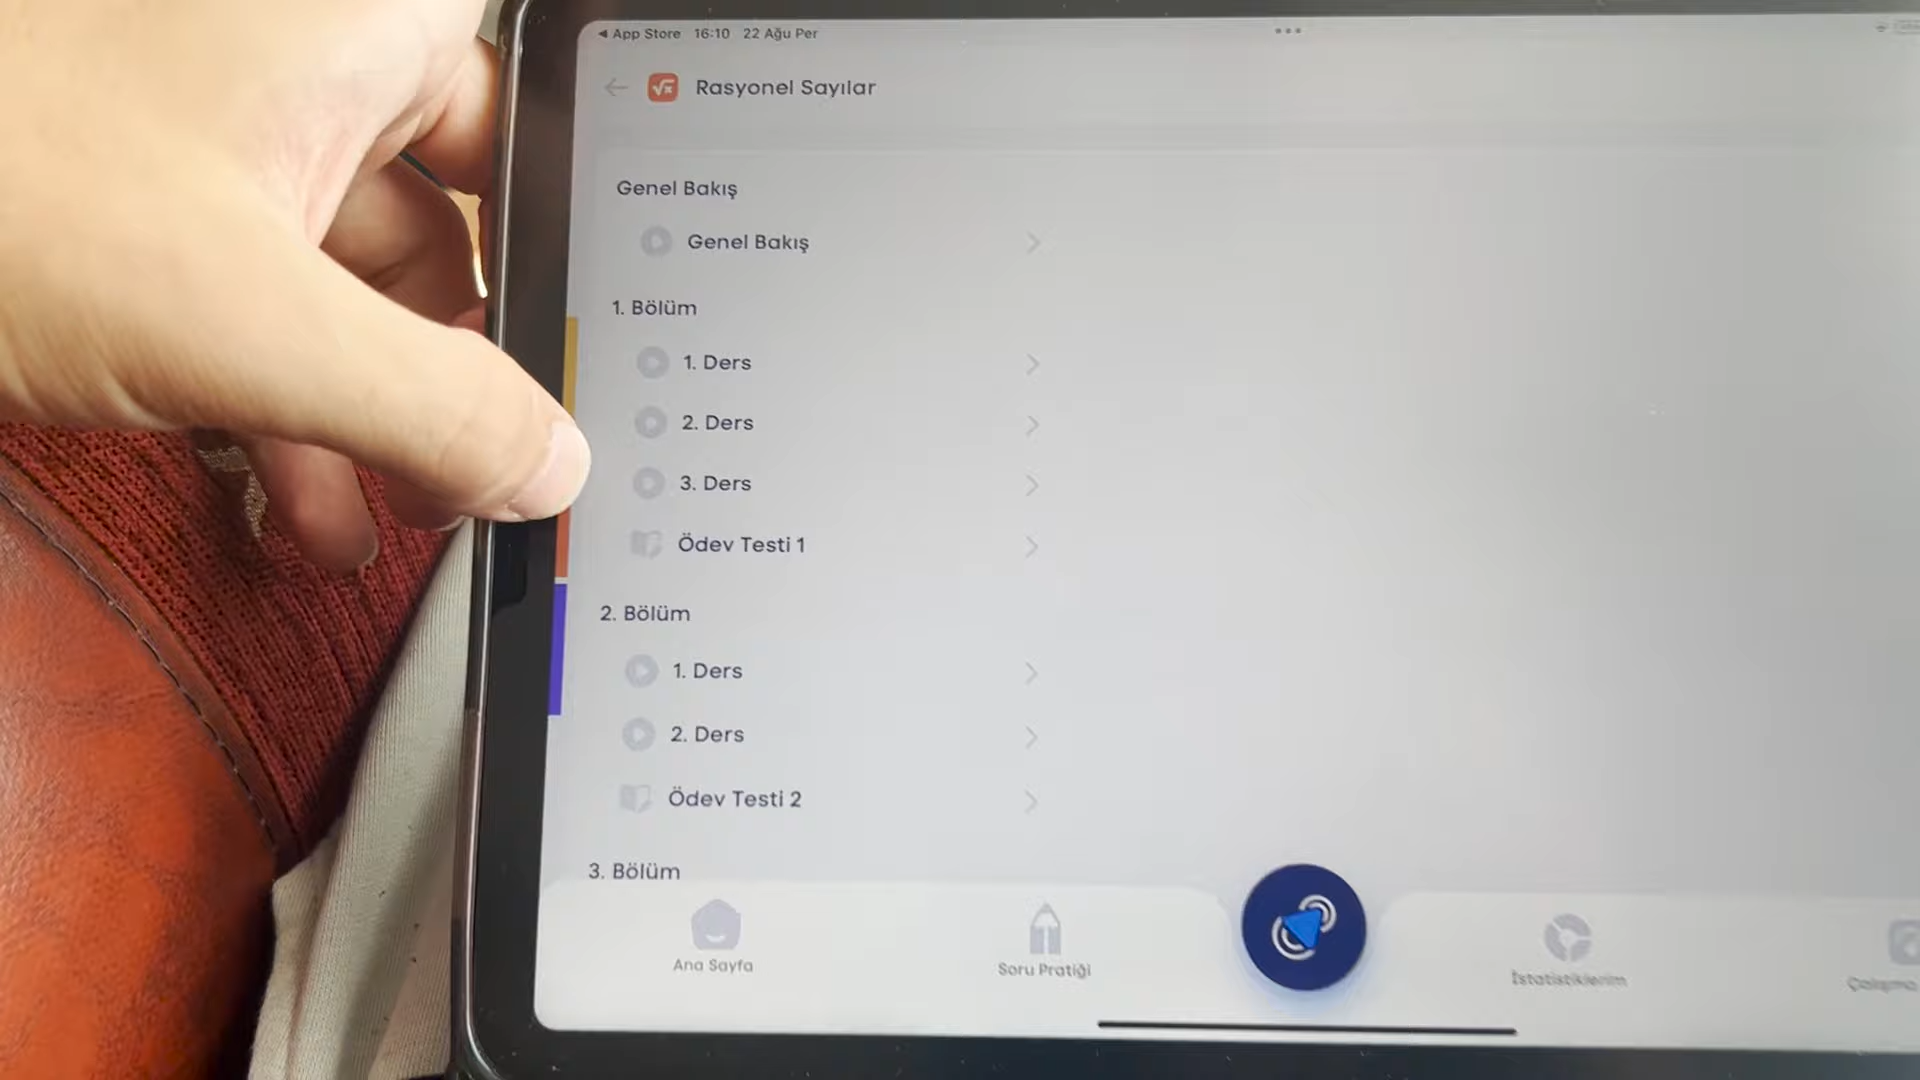 App Store 16:10 22 Ağu Per
Rasyonel Sayılar
Genel Bakış
Genel Bakış
1. Bölüm
1. Ders
2. Ders
3. Ders
Ödev Testi 1
2. Bölüm
1. Ders
2. Ders
Ödev Testi 2
3. Bölüm
Ana Sayfa
Soru Pratiği
İstatistiklerim
Çalışma